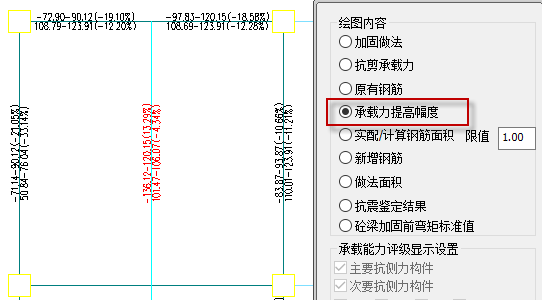 -72.90-90.12(-19.10%)
108.79-123.91(-12.20%)
-97.83-120.15(-18.58%)
108.69-123.91(-12.28%)
-71.14-90.12(-21.05%)
50.84-76.04(-33.14%)
-136.12-120.15(13.29%)
101.47-106.07(-4.34%)
-83.87-93.87(-10.66%)
110.01-123.91(-11.21%)
绘图内容
加固做法
抗剪承载力
原有钢筋
承载力提高幅度
实配/计算钢筋面积 限值 1.00
新增钢筋
做法面积
抗震鉴定结果
砼梁加固前弯矩标准值
承载能力评级显示设置
主要抗侧力构件
次要抗侧力构件